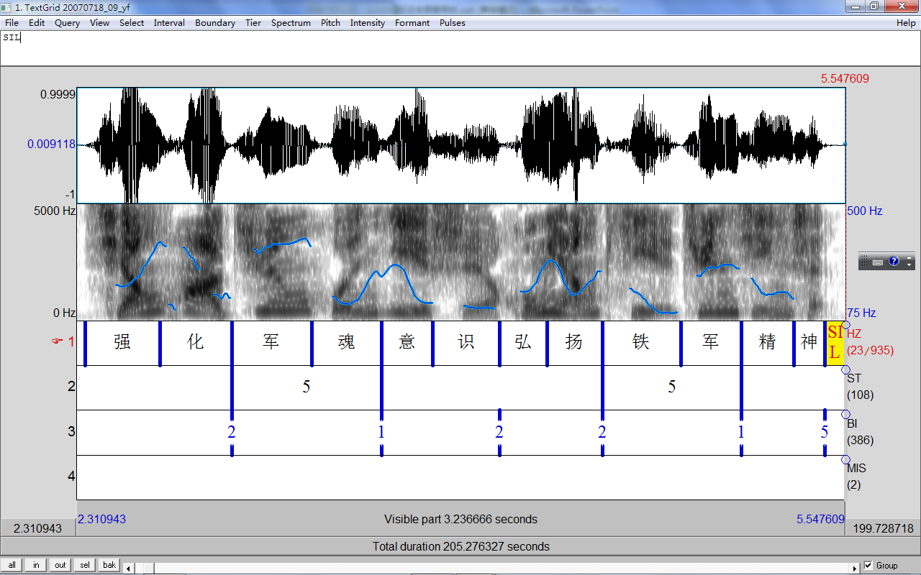 1. TextGrid 20070718_09_yf
File Edit Query View Select Interval Boundary Tier Spectrum Pitch Intensity Formant Pulses Help
SIL
5.547609
0.9999
0.009118
-1
5000 Hz 500 Hz
0 Hz 75 Hz
1 强 化 军 魂 意 识 弘 扬 铁 军 精 神 SIL HZ (23/935)
2 5 5 ST (108)
3 2 1 2 2 1 5 BI (386)
4 MIS (2)
2.310943 Visible part 3.236666 seconds 5.547609
2.310943 199.728718
Total duration 205.276327 seconds
all in out sel bak Group